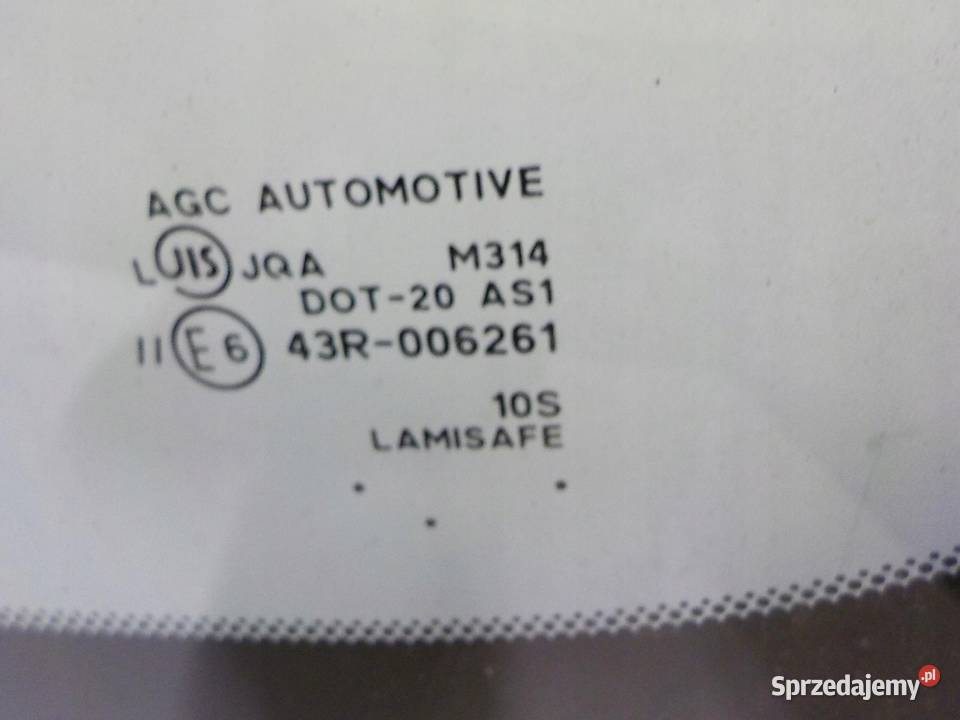 AGC AUTOMOTIVE
L JIS JQA M314
DOT-20 AS1
II E6 43R-006261
10S
LAMISAFE
Sprzedajemy.pl